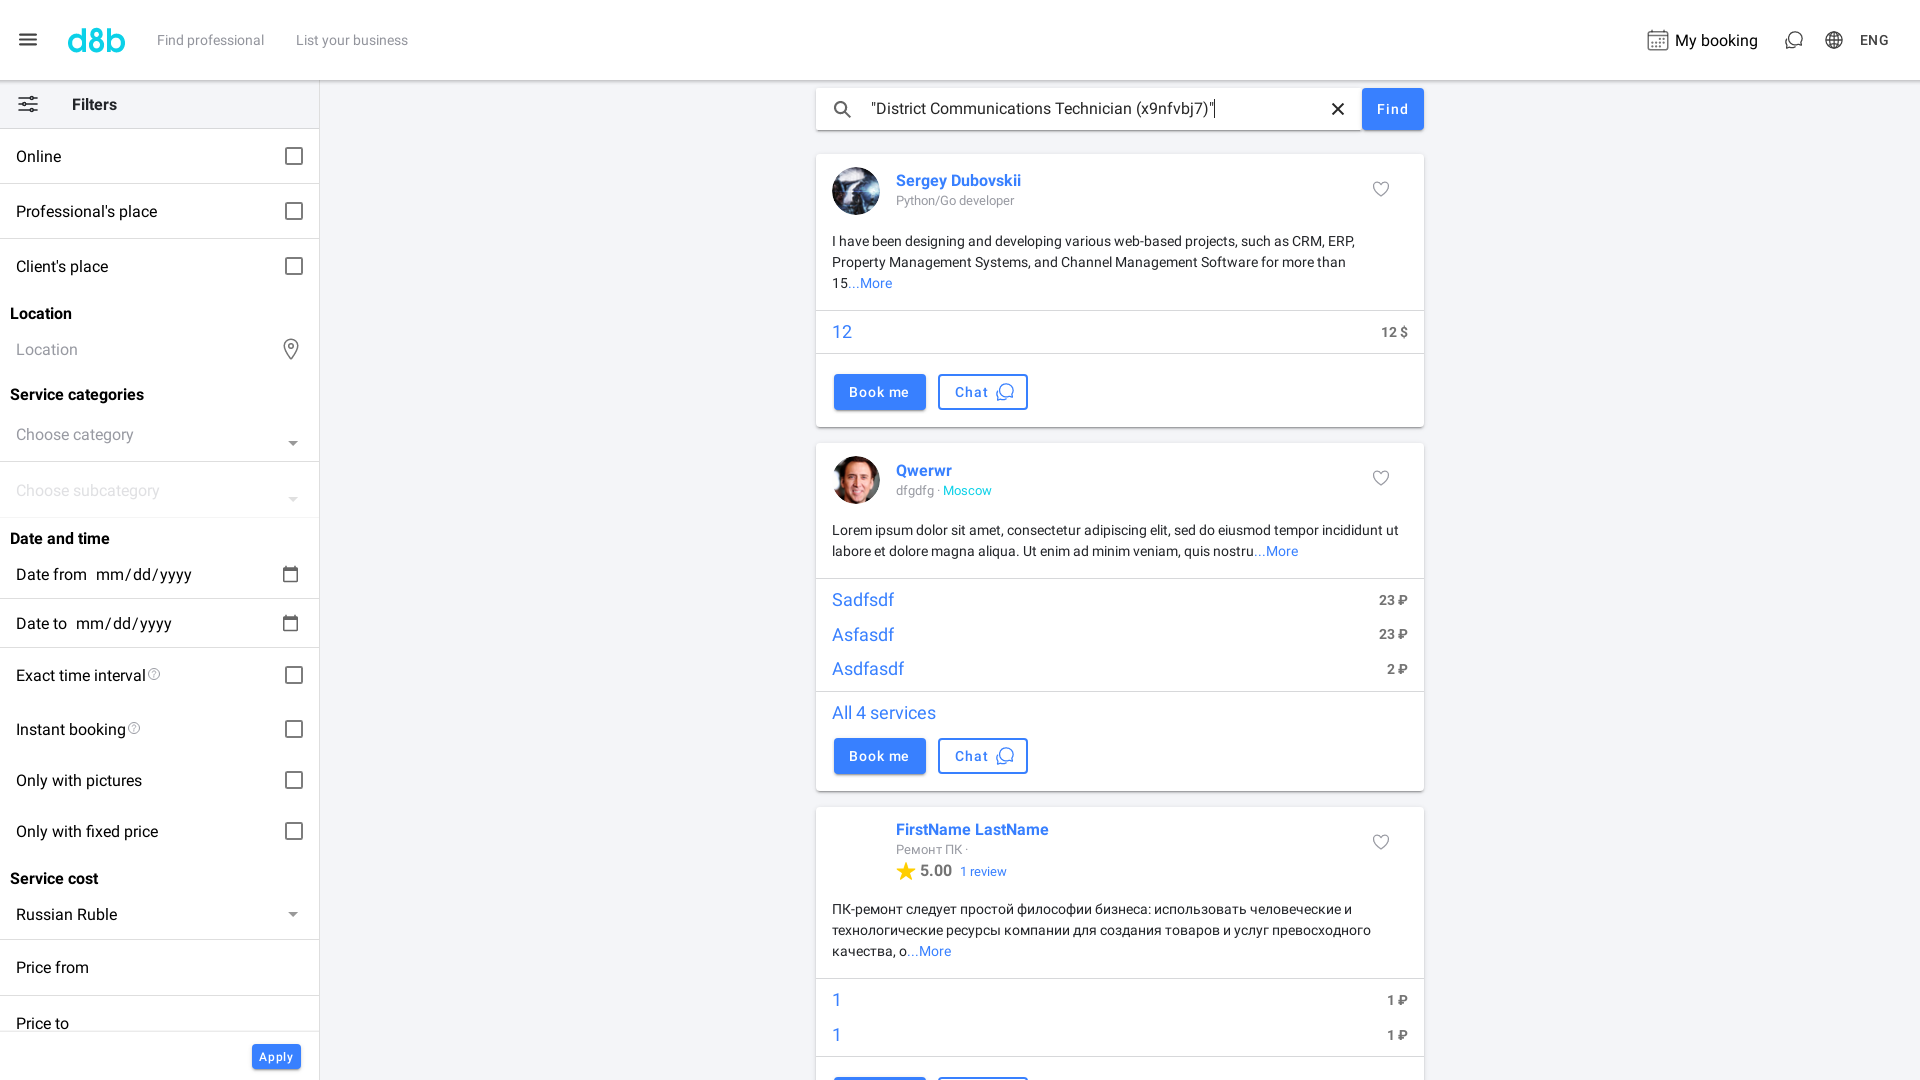 d8b
Find professional
List your business
My booking
ENG
Filters
Online
Professional's place
Client's place
Location
Location
Service categories
Choose category
Choose subcategory
Date and time
Date from mm/dd/yyyy
Date to mm/dd/yyyy
Exact time interval
Instant booking
Only with pictures
Only with fixed price
Service cost
Russian Ruble
Price from
Price to
Apply
"District Communications Technician (x9nfvbj7)"
Find
Sergey Dubovskii
Python/Go developer
I have been designing and developing various web-based projects, such as CRM, ERP,
Property Management Systems, and Channel Management Software for more than
15...More
12 12 $
Book me Chat
Qwerwr
dfgdfg · Moscow
Lorem ipsum dolor sit amet, consectetur adipiscing elit, sed do eiusmod tempor incididunt ut
labore et dolore magna aliqua. Ut enim ad minim veniam, quis nostru...More
Sadfsdf 23 ₽
Asfasdf 23 ₽
Asdfasdf 2 ₽
All 4 services
Book me Chat
FirstName LastName
Ремонт ПК ·
5.00 1 review
ПК-ремонт следует простой философии бизнеса: использовать человеческие и
технологические ресурсы компании для создания товаров и услуг превосходного
качества, о...More
1 1 ₽
1 1 ₽